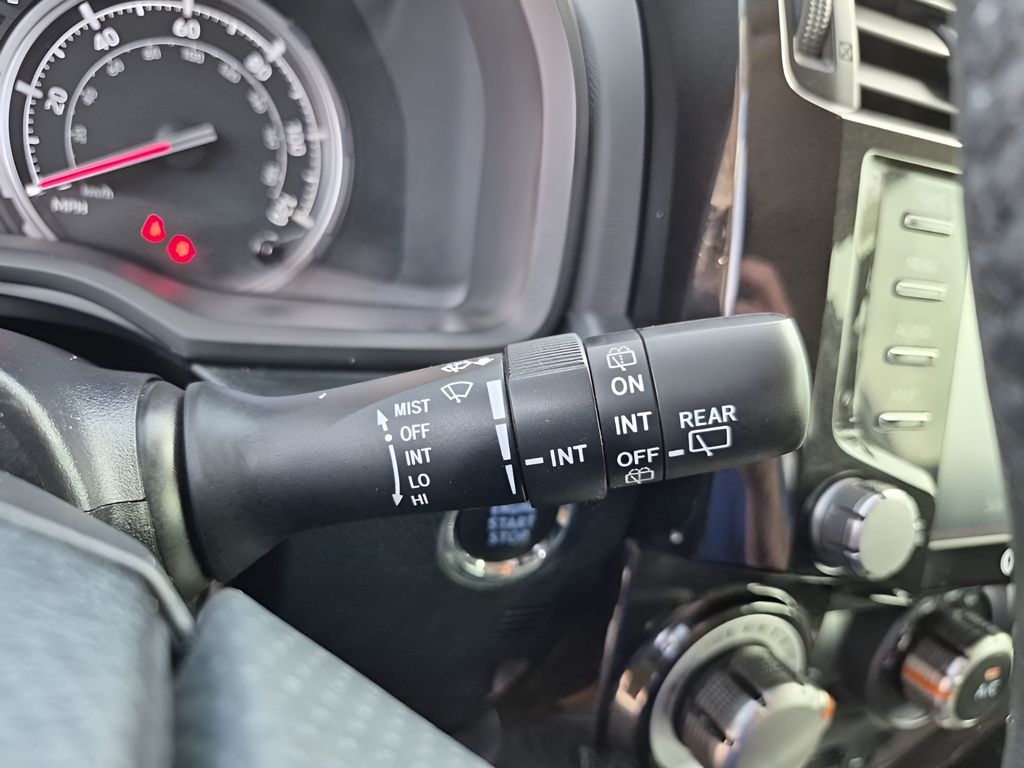 20
40
60
80
100
km/h
MPH
MIST
OFF
INT
LO
HI
INT
ON
INT
OFF
REAR
START
STOP
AUDIO
A/C